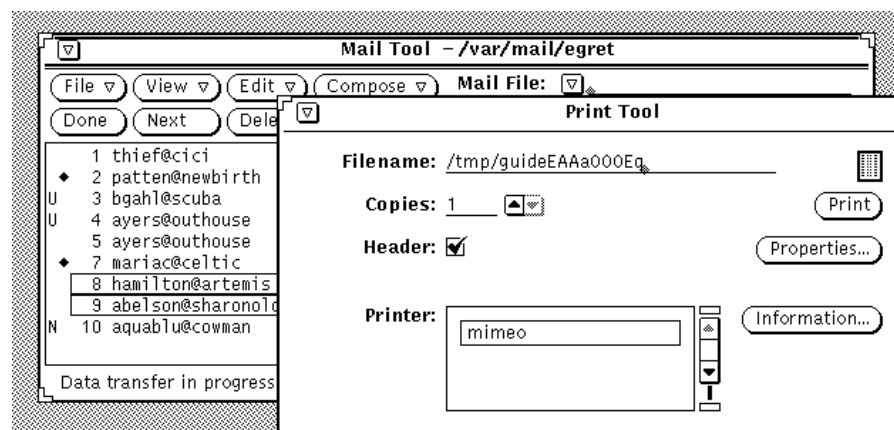 Mail Tool – /var/mail/egret
File View Edit Compose Mail File:
Done Next Dele
1 thief@cici
2 patten@newbirth
U 3 bgahl@scuba
U 4 ayers@outhouse
5 ayers@outhouse
7 mariac@celtic
8 hamilton@artemis
9 abelson@sharonold
N 10 aquablu@cowman
Data transfer in progress
Print Tool
Filename: /tmp/guideEAAa000Eq
Copies: 1
Print
Header:
Properties...
Printer:
mimeo
Information...